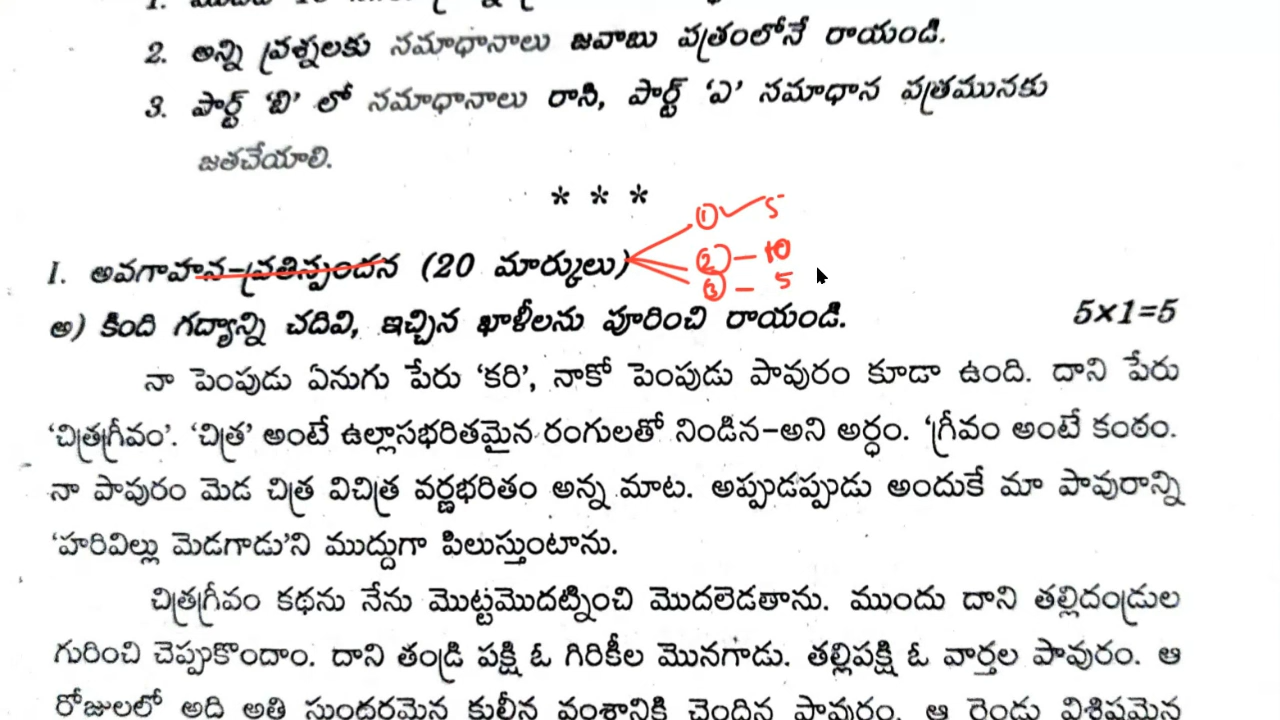 2. అన్ని ప్రశ్నలకు సమాధానాలు జవాబు పత్రంలోనే రాయండి.
3. పార్ట్ ‘బి’ లో సమాధానాలు రాసి, పార్ట్ ‘ఎ’ సమాధాన పత్రమునకు
జతచేయాలి.
* * *
① 5
I. అవగాహన-ప్రతిస్పందన (20 మార్కులు) ② - 10
③ - 5
అ) కింది గద్యాన్ని చదివి, ఇచ్చిన ఖాళీలను పూరించి రాయండి. 5×1=5
నా పెంపుడు ఏనుగు పేరు ‘కరి’, నాకో పెంపుడు పావురం కూడా ఉంది. దాని పేరు
‘చిత్రగ్రీవం’. ‘చిత్ర’ అంటే ఉల్లాసభరితమైన రంగులతో నిండిన-అని అర్ధం. ‘గ్రీవం అంటే కంఠం.
నా పావురం మెడ చిత్ర విచిత్ర వర్ణభరితం అన్న మాట. అప్పుడప్పుడు అందుకే మా పావురాన్ని
‘హరివిల్లు మెడగాడు’ని ముద్దుగా పిలుస్తుంటాను.
చిత్రగ్రీవం కథను నేను మొట్టమొదట్నించి మొదలెడతాను. ముందు దాని తల్లిదండ్రుల
గురించి చెప్పుకొందాం. దాని తండ్రి పక్షి ఓ గిరికీల మొనగాడు. తల్లిపక్షి ఓ వార్తల పావురం. ఆ
రోజులలో అది అతి సుందరమైన కులీన వంశానికి చెందిన పావురం. ఆ రెండు విశిష్టమైన